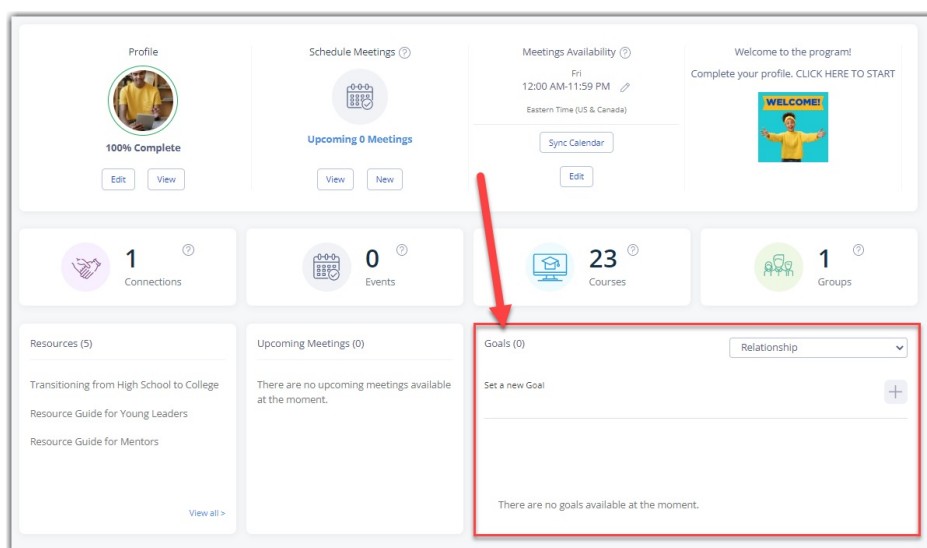 Profile
100% Complete
Edit
View
Schedule Meetings
Upcoming 0 Meetings
View
New
Meetings Availability
Fri
12:00 AM-11:59 PM
Eastern Time (US & Canada)
Sync Calendar
Edit
Welcome to the program!
Complete your profile. CLICK HERE TO START
WELCOME!
1
Connections
0
Events
23
Courses
1
Groups
Resources (5)
Transitioning from High School to College
Resource Guide for Young Leaders
Resource Guide for Mentors
View all >
Upcoming Meetings (0)
There are no upcoming meetings available
at the moment.
Goals (0)
Relationship
Set a new Goal
There are no goals available at the moment.